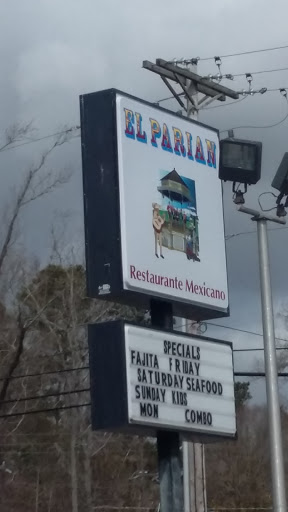 EL PARIAN
Restaurante Mexicano
SPECIALS
FAJITA FRIDAY
SATURDAY SEAFOOD
SUNDAY KIDS
MON COMBO